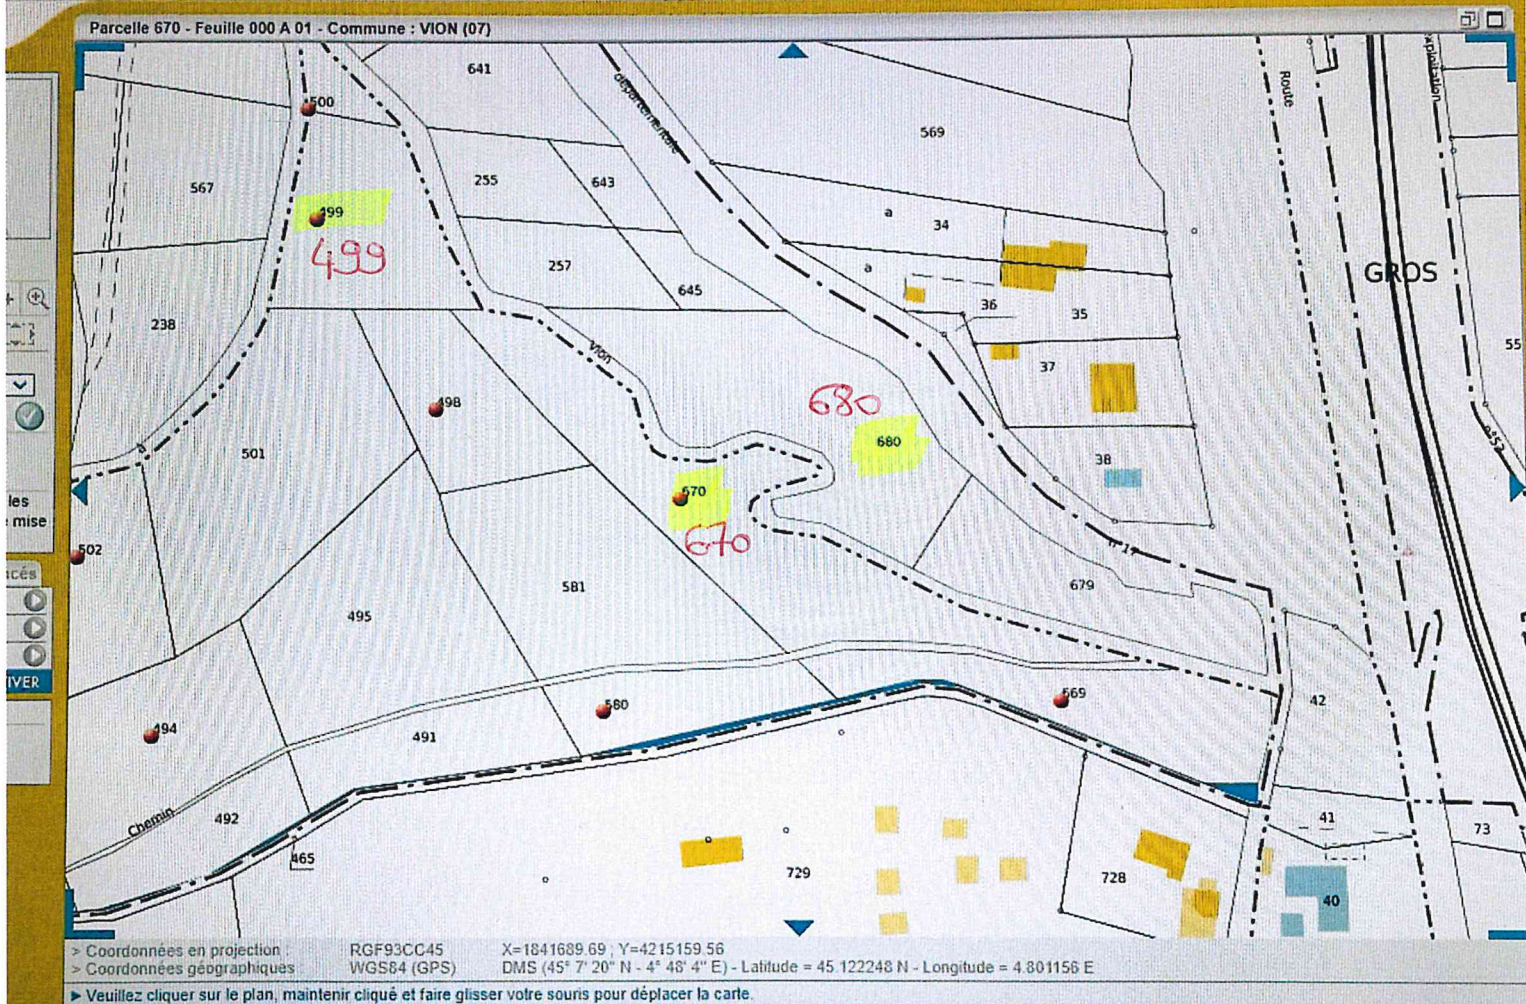 Parcelle 670 - Feuille 000 A 01 - Commune : VION (07)
641
départementale
Route
569
500
567
255
643
499
a
34
499
257
a
645
36
35
GROS
238
Vion
55
37
498
680
501
680
38
670
les
mise
670
n° 17
502
679
581
495
IVER
580
569
42
494
491
Chemin
492
41
73
465
729
728
40
> Coordonnées en projection : RGF93CC45 X=1841689.69 ; Y=4215159.56
> Coordonnées géographiques : WGS84 (GPS) DMS (45° 7' 20" N - 4° 48' 4" E) - Latitude = 45.122248 N - Longitude = 4.801156 E
Veuillez cliquer sur le plan, maintenir cliqué et faire glisser votre souris pour déplacer la carte.